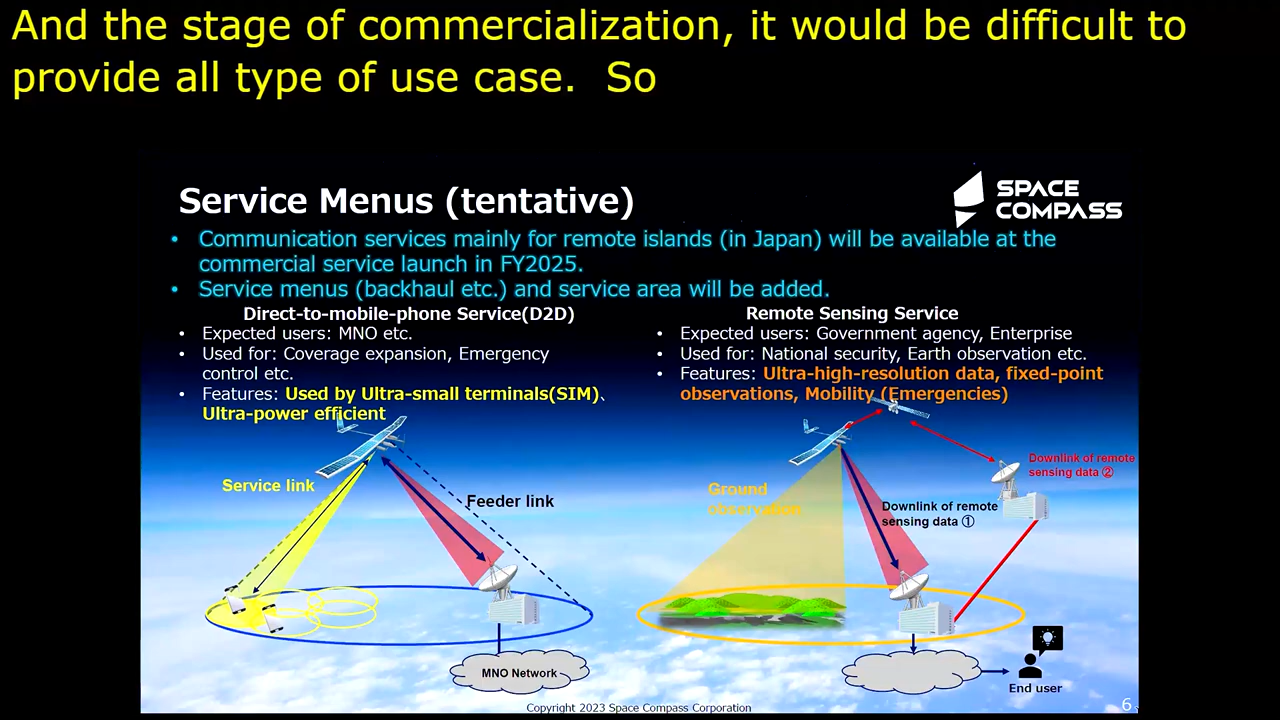 And the stage of commercialization, it would be difficult to
provide all type of use case.  So
Service Menus (tentative)
SPACE
COMPASS
• Communication services mainly for remote islands (in Japan) will be available at the
commercial service launch in FY2025.
• Service menus (backhaul etc.) and service area will be added.
Direct-to-mobile-phone Service(D2D)
• Expected users: MNO etc.
• Used for: Coverage expansion, Emergency
control etc.
• Features: Used by Ultra-small terminals(SIM)、
Ultra-power efficient
Service link
Feeder link
MNO Network
Remote Sensing Service
• Expected users: Government agency, Enterprise
• Used for: National security, Earth observation etc.
• Features: Ultra-high-resolution data, fixed-point
observations, Mobility (Emergencies)
Ground
observation
Downlink of remote
sensing data ①
Downlink of remote
sensing data ②
End user
Copyright 2023 Space Compass Corporation
6